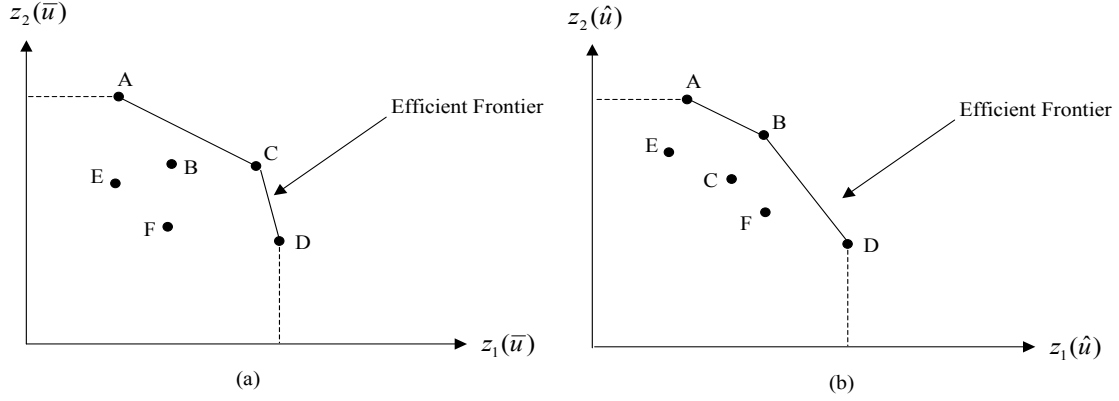 z₂(u̅)
A
Efficient Frontier
C
B
E
F
D
z₁(u̅)
(a)
z₂(û)
A
B
Efficient Frontier
E
C
F
D
z₁(û)
(b)